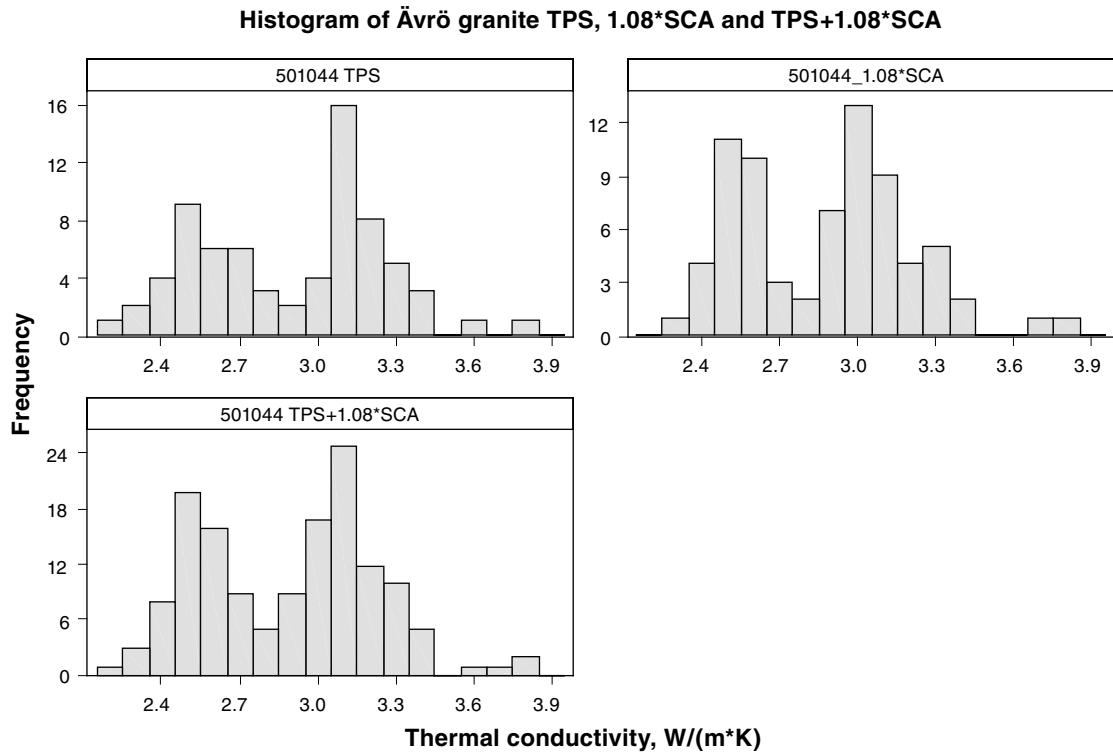 Histogram of Ävrö granite TPS, 1.08*SCA and TPS+1.08*SCA
501044 TPS
501044_1.08*SCA
16
12
8
4
0
12
9
6
3
0
2.4 2.7 3.0 3.3 3.6 3.9
2.4 2.7 3.0 3.3 3.6 3.9
Frequency
501044 TPS+1.08*SCA
24
18
12
6
0
2.4 2.7 3.0 3.3 3.6 3.9
Thermal conductivity, W/(m*K)